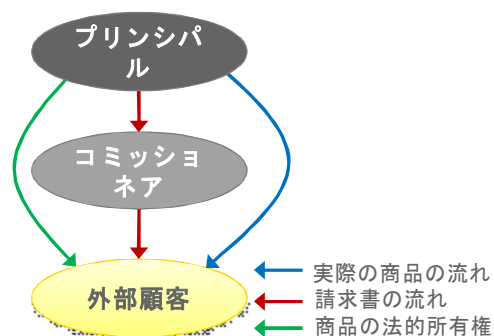 プリンシパ
ル
コミッショ
ネア
外部顧客
実際の商品の流れ
請求書の流れ
商品の法的所有権